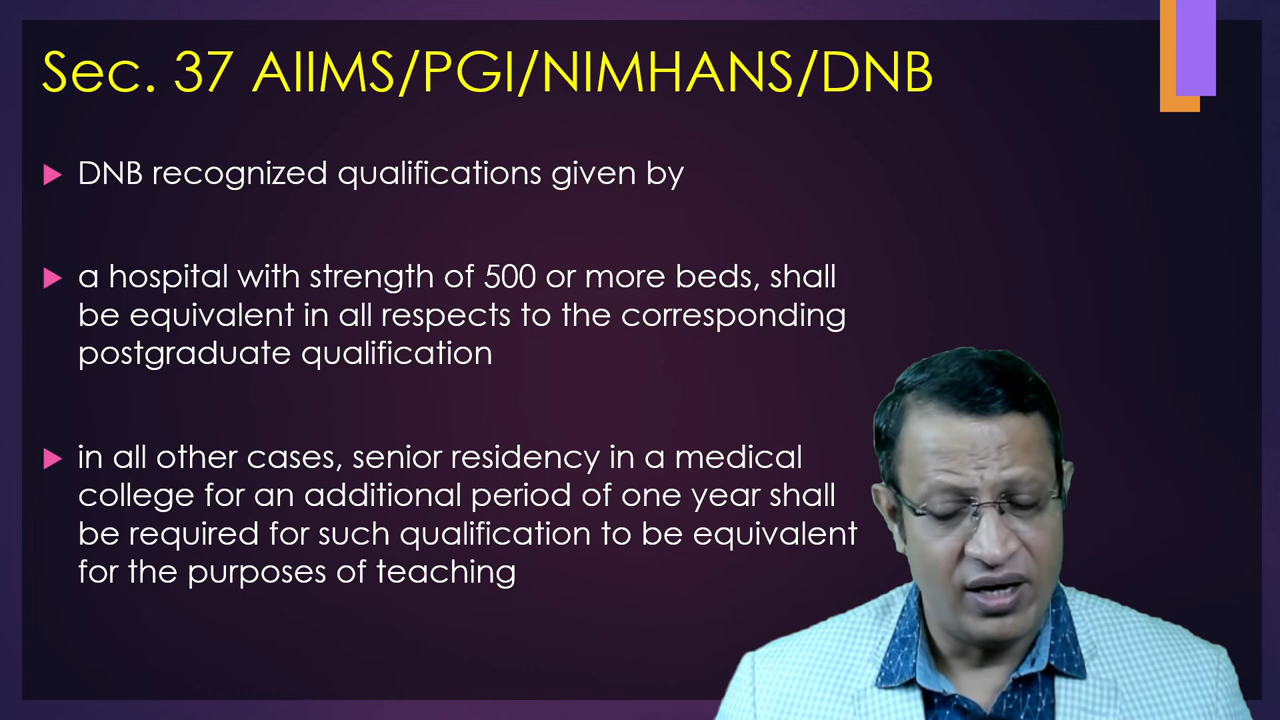 Sec. 37 AIIMS/PGI/NIMHANS/DNB
DNB recognized qualifications given by
a hospital with strength of 500 or more beds, shall
be equivalent in all respects to the corresponding
postgraduate qualification
in all other cases, senior residency in a medical
college for an additional period of one year shall
be required for such qualification to be equivalent
for the purposes of teaching